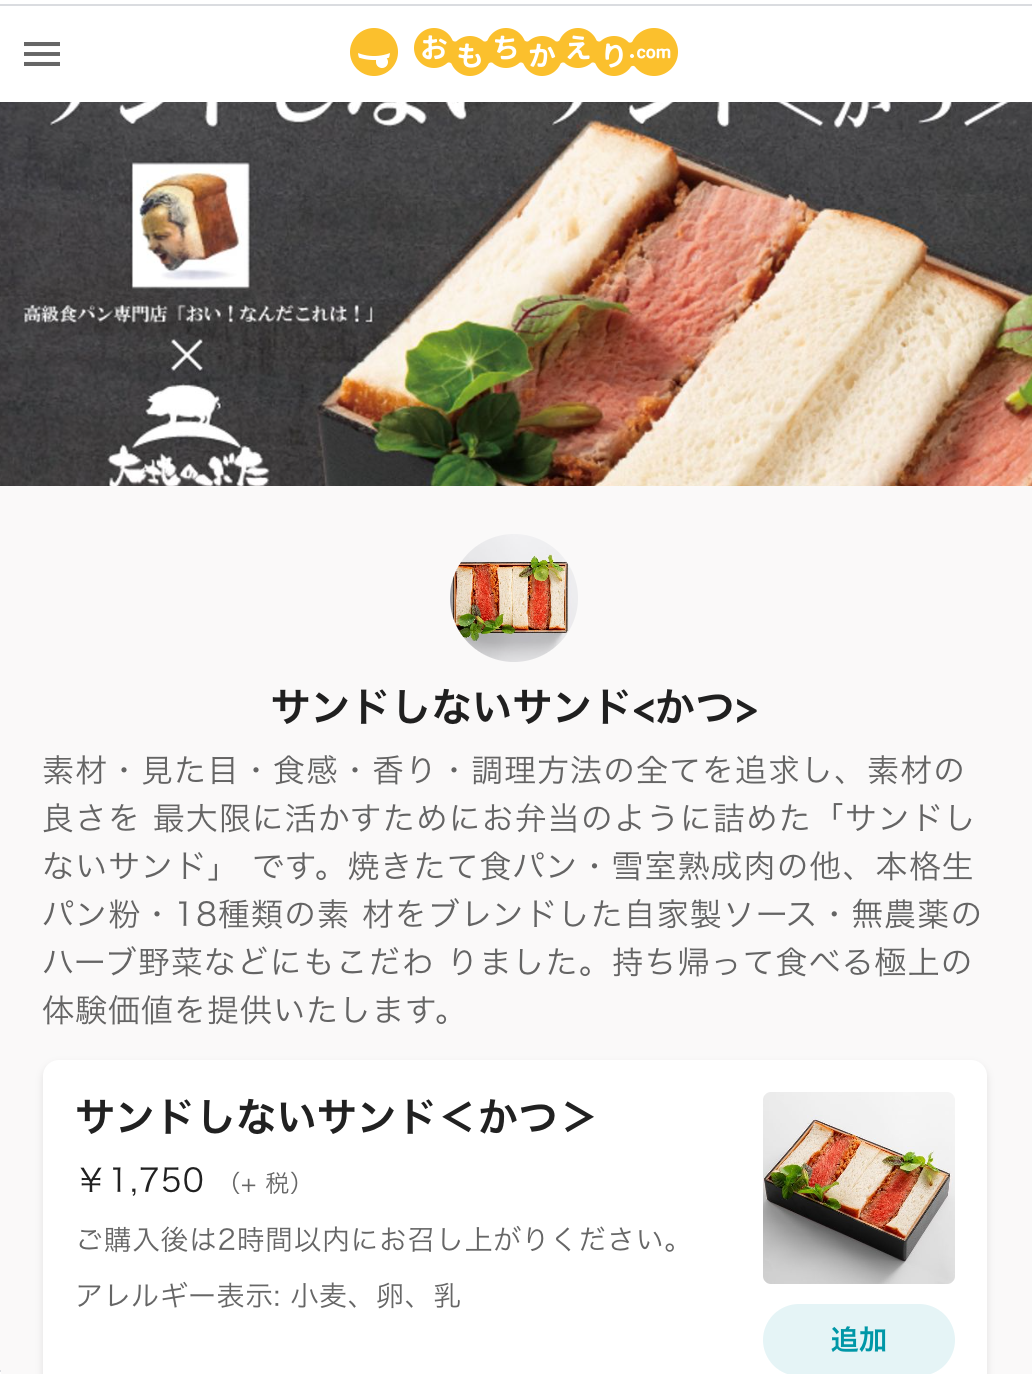 おもちかえり.com
サンドしないサンド＜かつ＞
高級食パン専門店「おい！なんだこれは！」
×
大地のぶた
サンドしないサンド<かつ>
素材・見た目・食感・香り・調理方法の全てを追求し、素材の
良さを 最大限に活かすためにお弁当のように詰めた「サンドし
ないサンド」 です。焼きたて食パン・雪室熟成肉の他、本格生
パン粉・18種類の素 材をブレンドした自家製ソース・無農薬の
ハーブ野菜などにもこだわ りました。持ち帰って食べる極上の
体験価値を提供いたします。
サンドしないサンド＜かつ＞
￥1,750 （+ 税）
ご購入後は2時間以内にお召し上がりください。
アレルギー表示: 小麦、卵、乳
追加